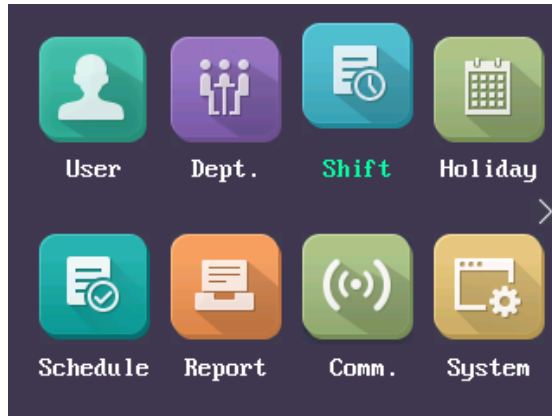 User Dept. Shift Holiday
Schedule Report Comm. System